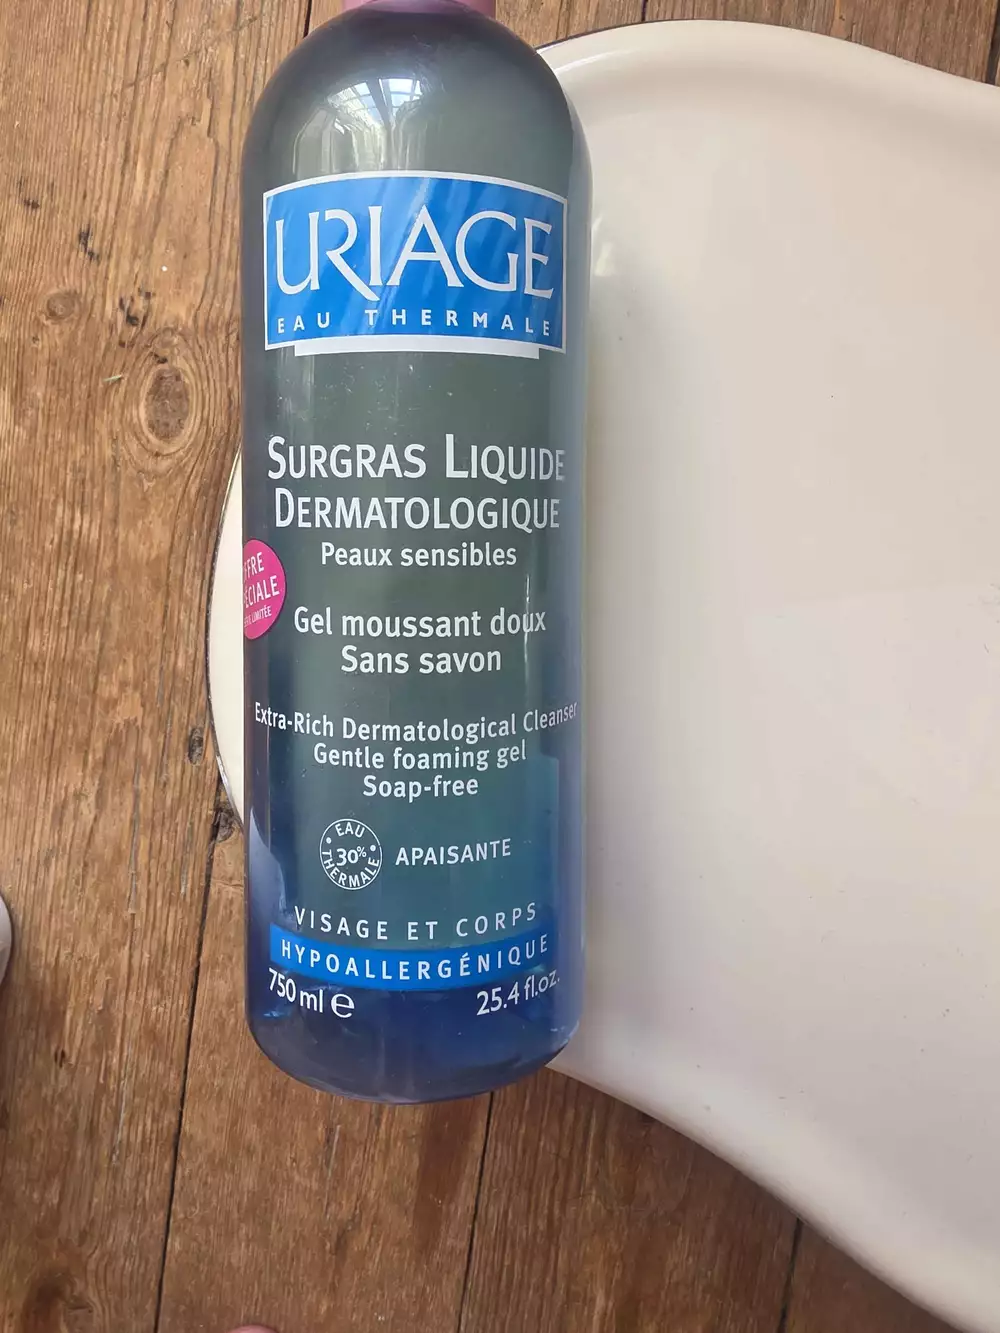 URIAGE
EAU THERMALE
SURGRAS LIQUIDE
DERMATOLOGIQUE
Peaux sensibles
Gel moussant doux
Sans savon
Extra-Rich Dermatological Cleanser
Gentle foaming gel
Soap-free
EAU
30%
THERMALE
APAISANTE
VISAGE ET CORPS
HYPOALLERGÉNIQUE
750 ml e
25.4 fl.oz.